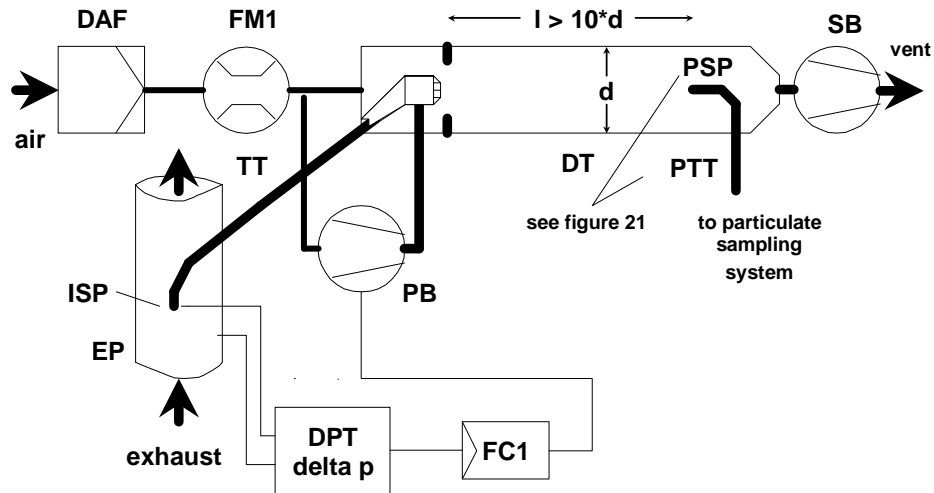 DAF
FM1
l > 10*d
SB
vent
PSP
d
air
TT
DT
PTT
see figure 21
to particulate
sampling
system
PB
ISP
EP
DPT
delta p
FC1
exhaust